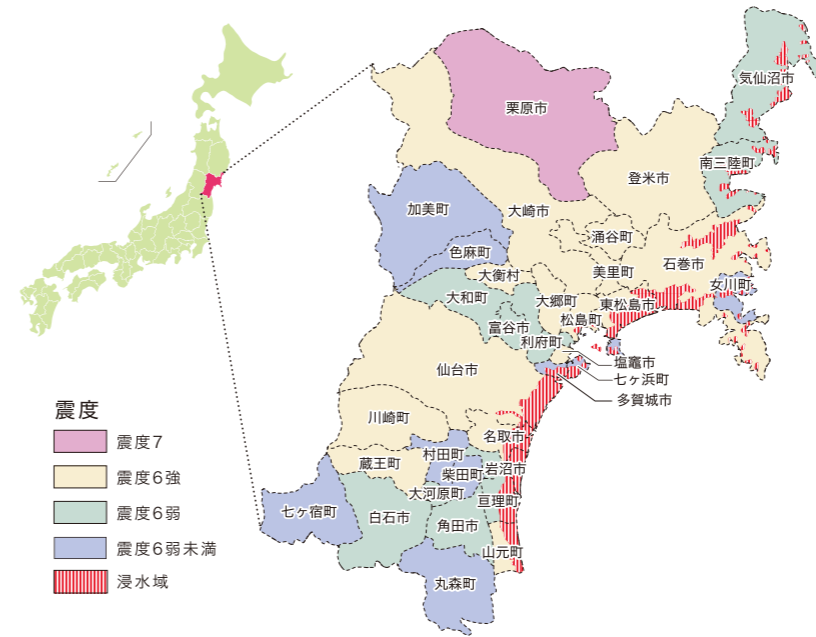 気仙沼市
栗原市
南三陸町
登米市
加美町
大崎市
涌谷町
色麻町
美里町
石巻市
大衡村
女川町
大和町
大郷町
東松島市
富谷市
松島町
利府町
塩竈市
仙台市
七ヶ浜町
多賀城市
震度
川崎町
名取市
震度7
村田町
蔵王町
岩沼市
震度6強
柴田町
大河原町
亘理町
七ヶ宿町
白石市
角田市
震度6弱
震度6弱未満
山元町
浸水域
丸森町